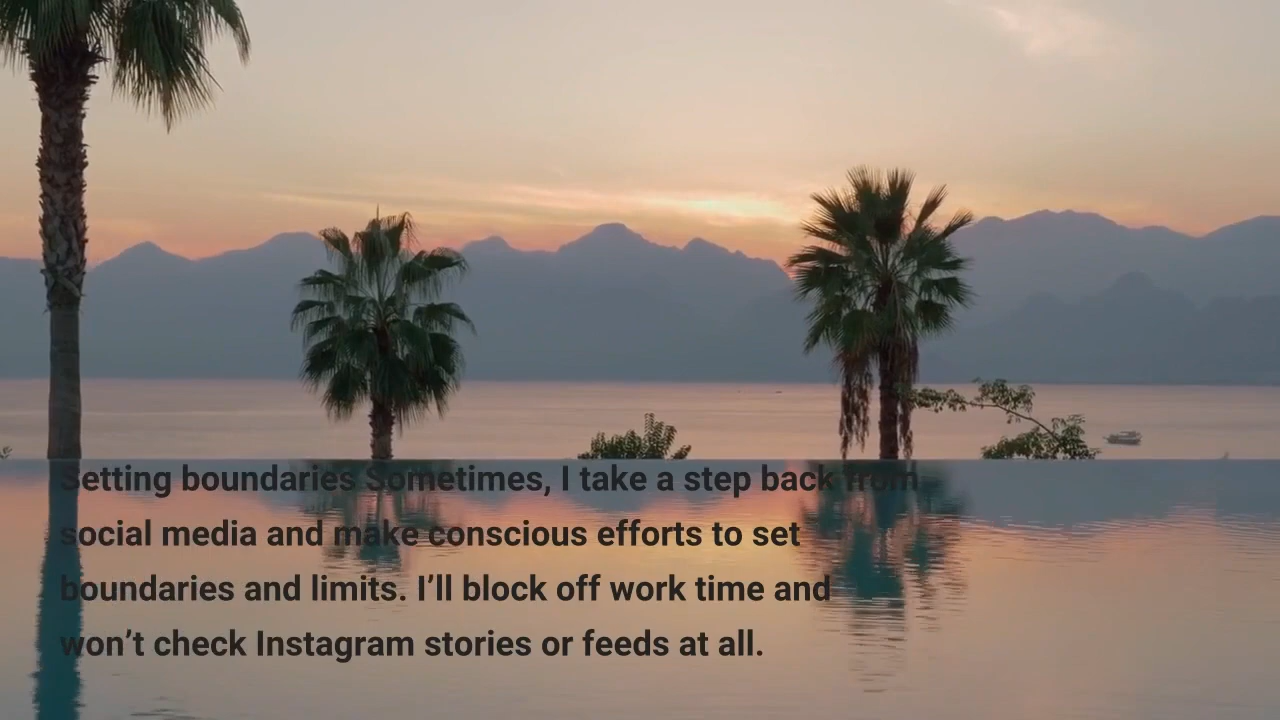 Setting boundaries Sometimes, I take a step back from
social media and make conscious efforts to set
boundaries and limits. I’ll block off work time and
won’t check Instagram stories or feeds at all.